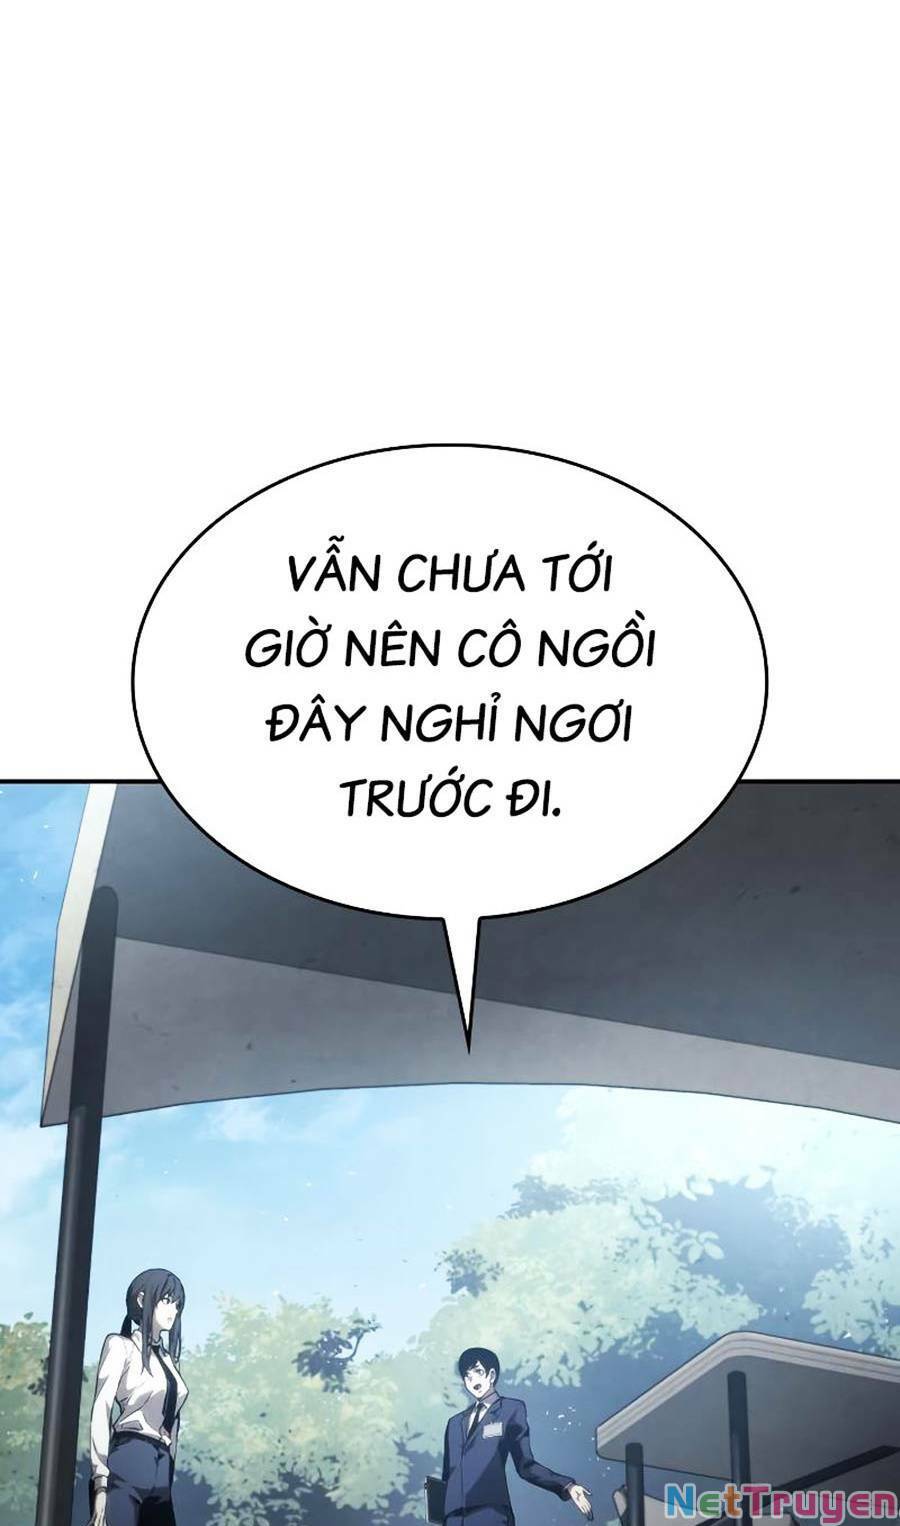 VẪN CHƯA TỚI
GIỜ NÊN CÔ NGỒI
ĐÂY NGHỈ NGƠI
TRƯỚC ĐI.
NetTruyen